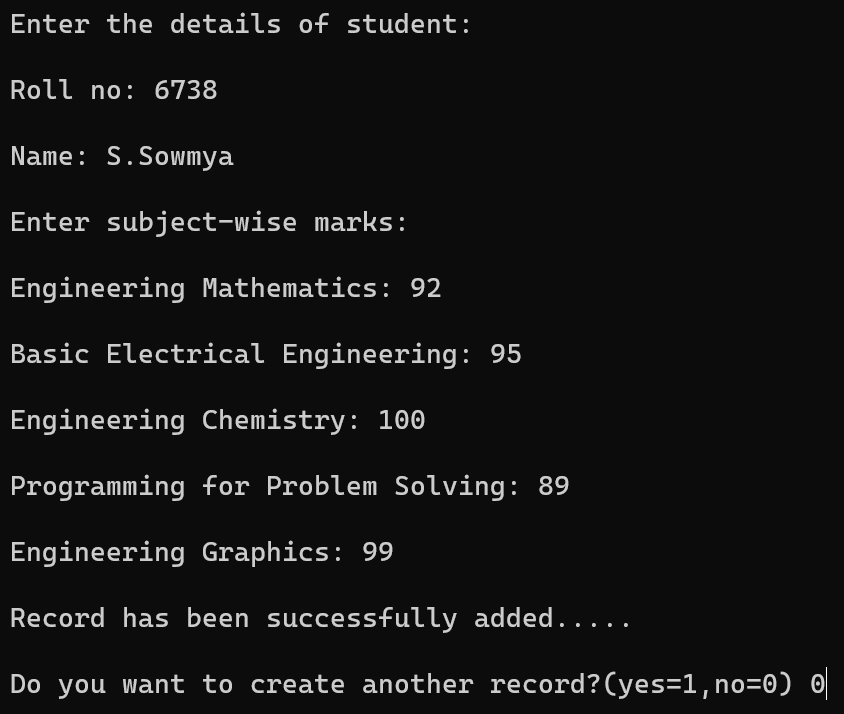 Enter the details of student:
Roll no: 6738
Name: S.Sowmya
Enter subject-wise marks:
Engineering Mathematics: 92
Basic Electrical Engineering: 95
Engineering Chemistry: 100
Programming for Problem Solving: 89
Engineering Graphics: 99
Record has been successfully added.....
Do you want to create another record?(yes=1,no=0) 0